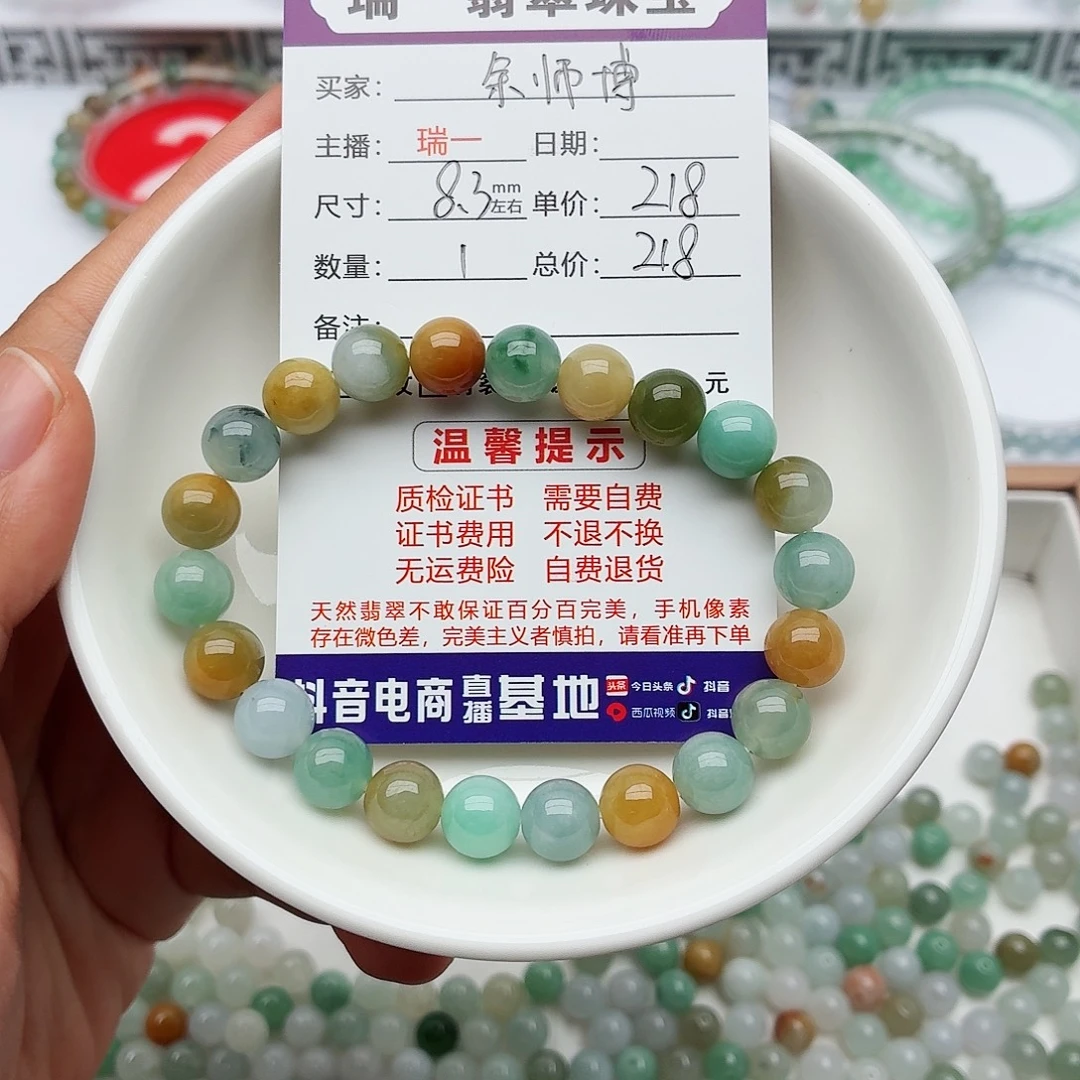 瑞一翡翠珠宝
买家： 余师博
主播： 瑞一 日期：
尺寸： 8.3 mm左右 单价： 218
数量： 1 总价： 218
备注：
元
温馨提示
质检证书 需要自费
证书费用 不退不换
无运费险 自费退货
天然翡翠不敢保证百分百完美，手机像素
存在微色差，完美主义者慎拍，请看准再下单
抖音电商直播基地 头条 今日头条 抖音
西瓜视频 抖音